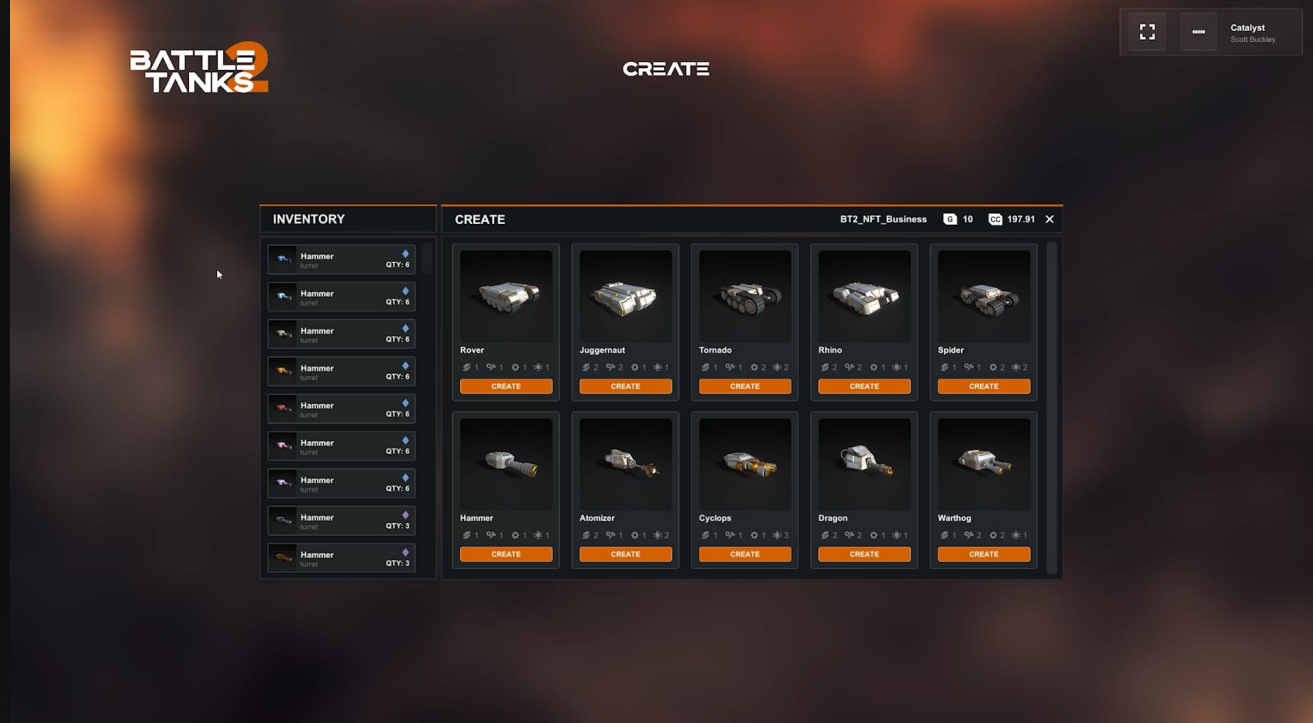 BATTLE
TANKS 2
CREATE
Catalyst
Scott Buckley
INVENTORY
Hammer
turret
QTY: 6
Hammer
turret
QTY: 6
Hammer
turret
QTY: 6
Hammer
turret
QTY: 6
Hammer
turret
QTY: 6
Hammer
turret
QTY: 6
Hammer
turret
QTY: 6
Hammer
turret
QTY: 3
Hammer
turret
QTY: 3
CREATE
BT2_NFT_Business G 10 CC 197.91 ×
Rover Juggernaut Tornado Rhino Spider
1 1 1 1 2 2 1 1 1 1 2 2 2 2 1 1 1 1 2 2
CREATE CREATE CREATE CREATE CREATE
Hammer Atomizer Cyclops Dragon Warthog
1 1 1 1 2 1 1 2 1 1 1 3 2 2 1 1 1 2 2 1
CREATE CREATE CREATE CREATE CREATE